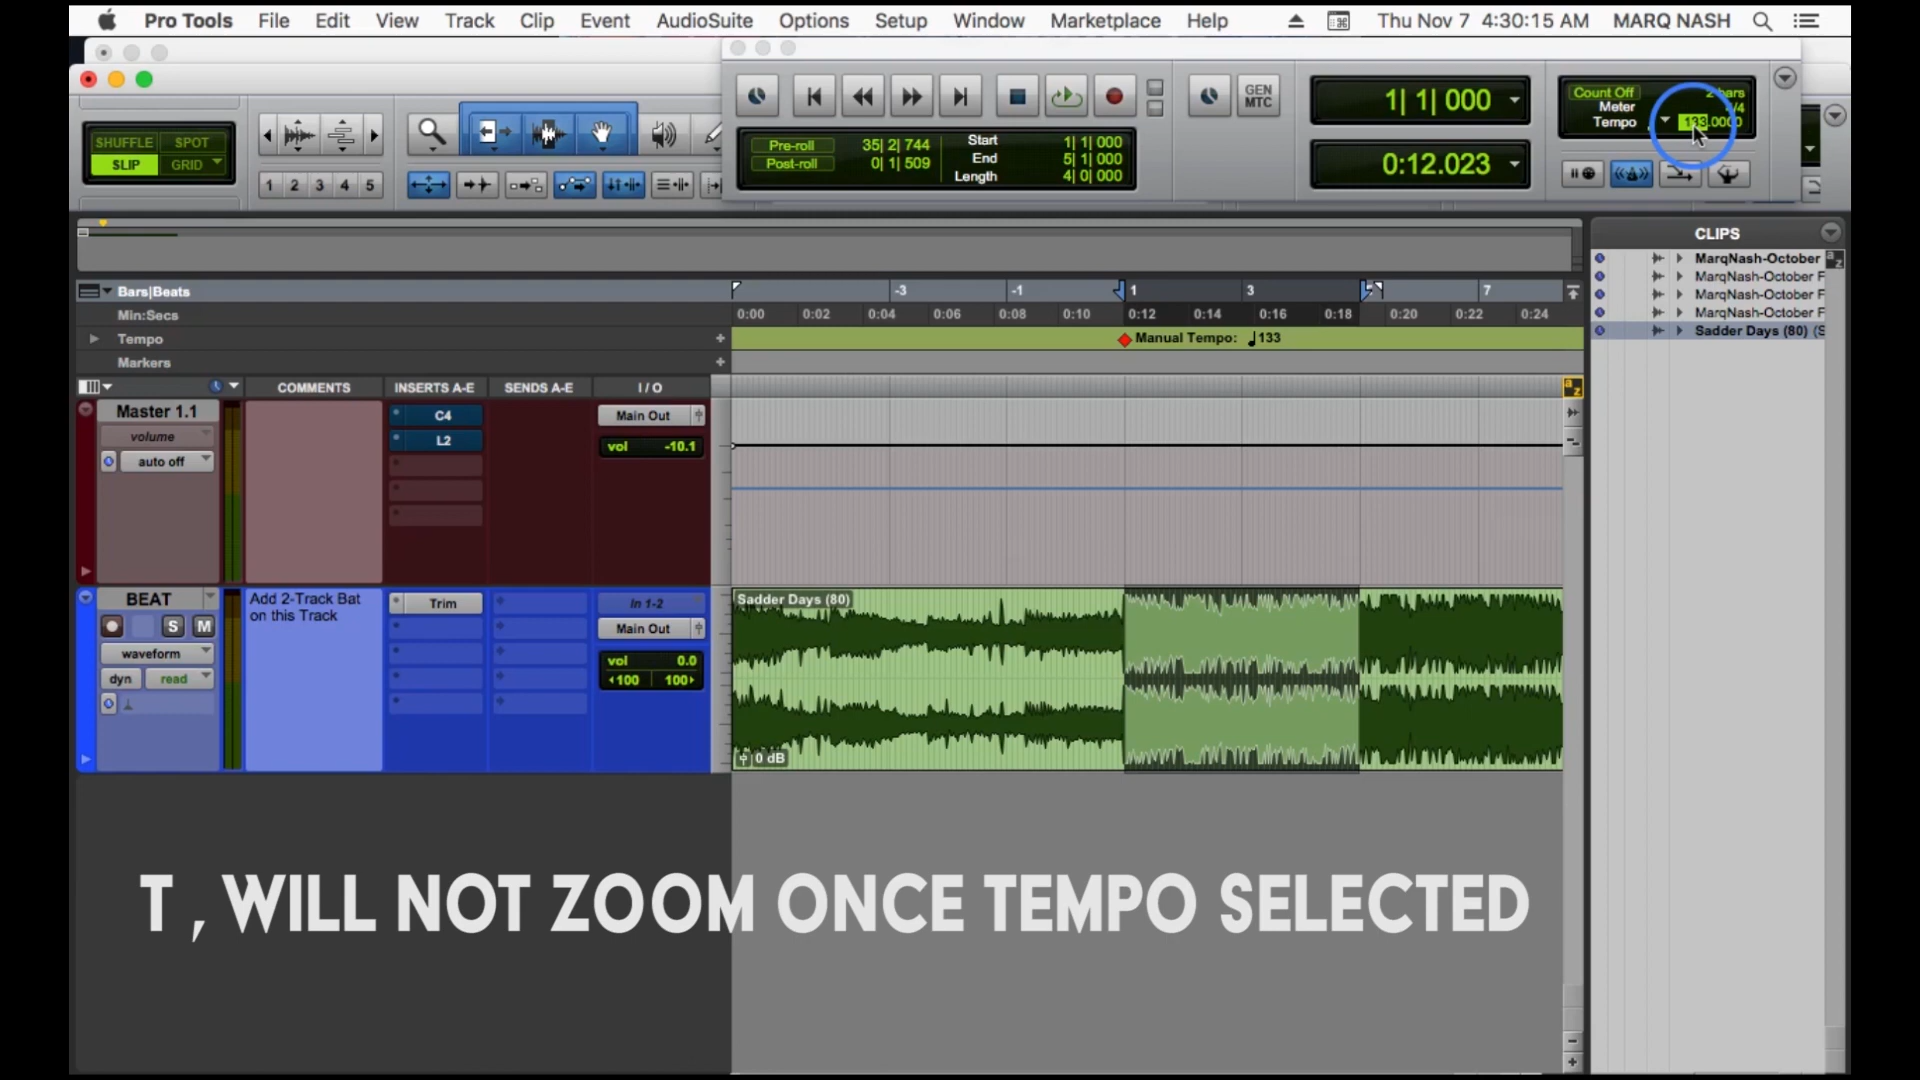 Pro Tools File Edit View Track Clip Event AudioSuite Options Setup Window Marketplace Help Thu Nov 7 4:30:15 AM MARQ NASH
SHUFFLE SPOT
SLIP GRID
1 2 3 4 5
Pre-roll 35| 2| 744
Post-roll 0| 1| 509
Start 1| 1| 000
End 5| 1| 000
Length 4| 0| 000
GEN
MTC
1| 1| 000
0:12.023
Count Off 2 bars
Meter 4/4
Tempo 133.0000
CLIPS
MarqNash-October
MarqNash-October F
MarqNash-October F
MarqNash-October F
Sadder Days (80) (S
Bars|Beats -3 -1 1 3 7
Min:Secs 0:00 0:02 0:04 0:06 0:08 0:10 0:12 0:14 0:16 0:18 0:20 0:22 0:24
Tempo Manual Tempo: 133
Markers
COMMENTS INSERTS A-E SENDS A-E I / O
Master 1.1
volume
auto off
C4
L2
Main Out
vol -10.1
BEAT
S M
waveform
dyn read
Add 2-Track Bat
on this Track
Trim
In 1-2
Main Out
vol 0.0
100 100
Sadder Days (80)
0 dB
T , WILL NOT ZOOM ONCE TEMPO SELECTED